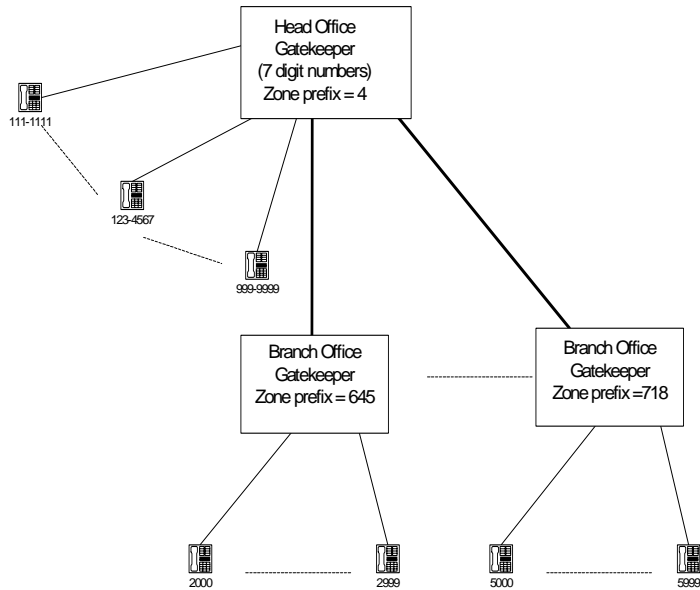 Head Office
Gatekeeper
(7 digit numbers)
Zone prefix = 4
111-1111
123-4567
999-9999
Branch Office
Gatekeeper
Zone prefix = 645
Branch Office
Gatekeeper
Zone prefix =718
2000
2999
5000
5999